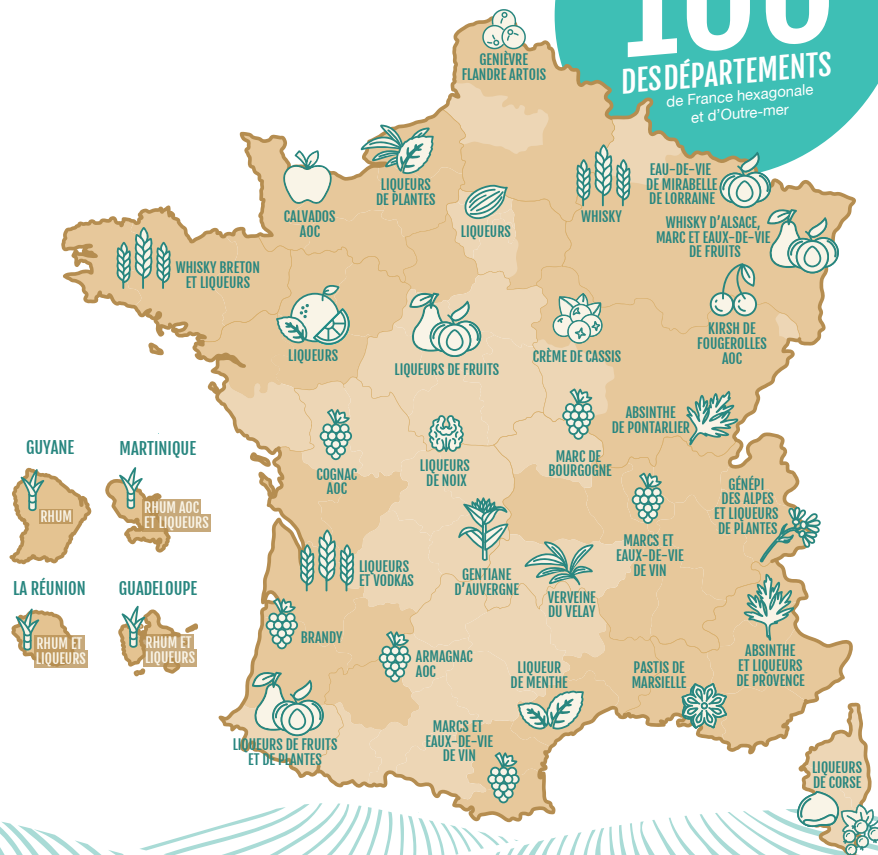 100
DES DÉPARTEMENTS
de France hexagonale
et d'Outre-mer
GENIÈVRE
FLANDRE ARTOIS
LIQUEURS
DE PLANTES
CALVADOS
AOC
LIQUEURS
WHISKY
EAU-DE-VIE
DE MIRABELLE
DE LORRAINE
WHISKY D'ALSACE,
MARC ET EAUX-DE-VIE
DE FRUITS
WHISKY BRETON
ET LIQUEURS
LIQUEURS
LIQUEURS DE FRUITS
CRÈME DE CASSIS
KIRSH DE
FOUGEROLLES
AOC
COGNAC
AOC
LIQUEURS
DE NOIX
MARC DE
BOURGOGNE
ABSINTHE
DE PONTARLIER
GÉNÉPI
DES ALPES
ET LIQUEURS
DE PLANTES
MARCS ET
EAUX-DE-VIE
DE VIN
LIQUEURS
ET VODKAS
GENTIANE
D'AUVERGNE
VERVEINE
DU VELAY
BRANDY
ARMAGNAC
AOC
LIQUEUR
DE MENTHE
PASTIS DE
MARSIELLE
ABSINTHE
ET LIQUEURS
DE PROVENCE
LIQUEURS DE FRUITS
ET DE PLANTES
MARCS ET
EAUX-DE-VIE
DE VIN
LIQUEURS
DE CORSE
GUYANE
RHUM
MARTINIQUE
RHUM AOC
ET LIQUEURS
LA RÉUNION
RHUM ET
LIQUEURS
GUADELOUPE
RHUM ET
LIQUEURS